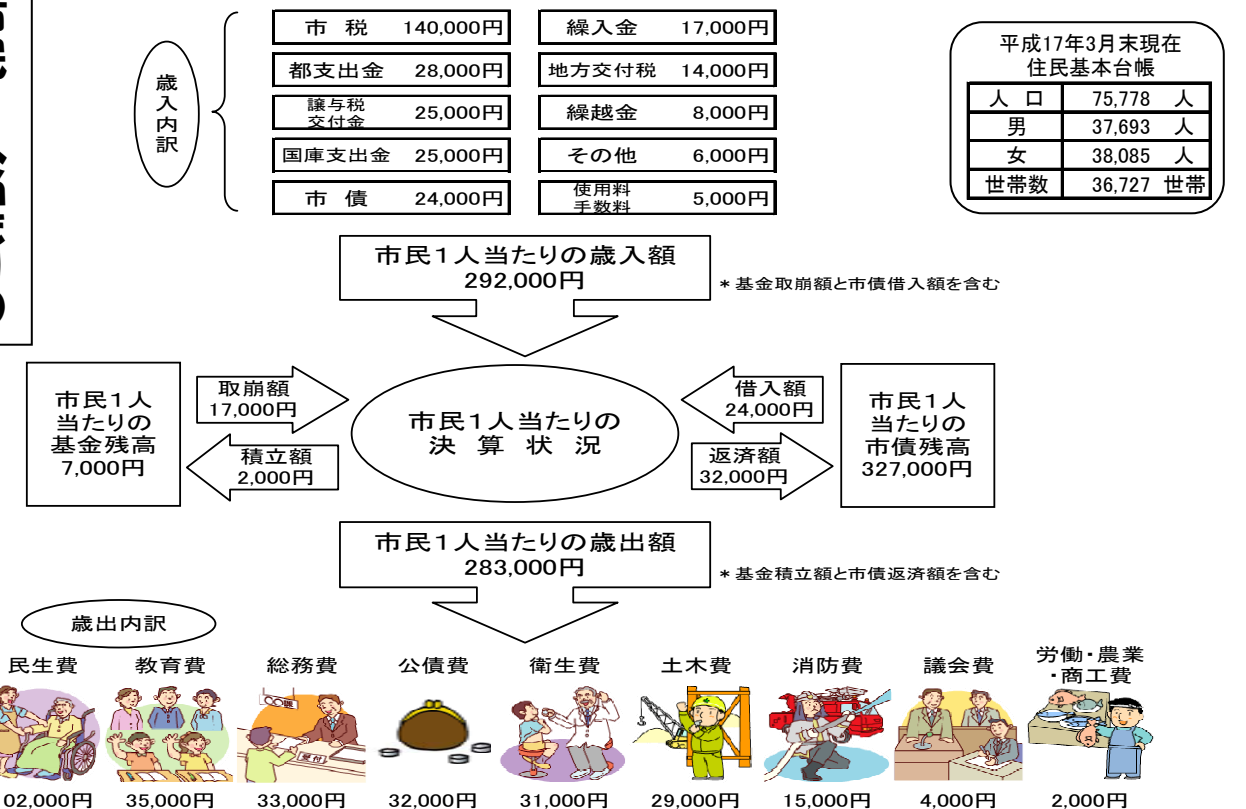 歳入内訳
市 税 140,000円
都支出金 28,000円
譲与税
交付金 25,000円
国庫支出金 25,000円
市 債 24,000円
繰入金 17,000円
地方交付税 14,000円
繰越金 8,000円
その他 6,000円
使用料
手数料 5,000円
平成17年3月末現在
住民基本台帳
人 口 75,778 人
男 37,693 人
女 38,085 人
世帯数 36,727 世帯
市民1人当たりの歳入額
292,000円
*基金取崩額と市債借入額を含む
市民1人
当たりの
基金残高
7,000円
取崩額
17,000円
積立額
2,000円
市民1人当たりの
決 算 状 況
借入額
24,000円
返済額
32,000円
市民1人
当たりの
市債残高
327,000円
市民1人当たりの歳出額
283,000円
*基金積立額と市債返済額を含む
歳出内訳
民生費
02,000円
教育費
35,000円
総務費
受付
33,000円
公債費
32,000円
衛生費
31,000円
土木費
29,000円
消防費
15,000円
議会費
4,000円
労働・農業
・商工費
2,000円